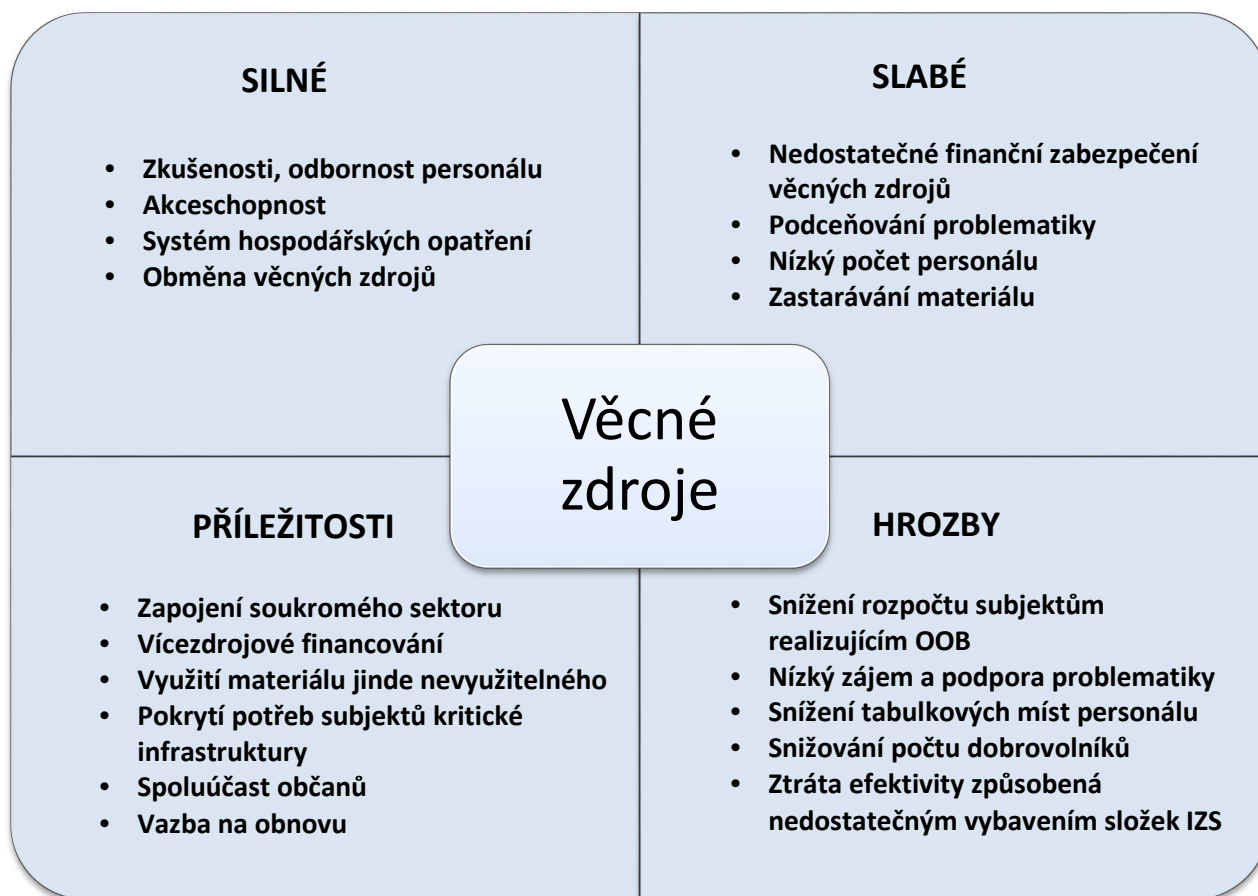 SILNÉ
• Zkušenosti, odbornost personálu
• Akceschopnost
• Systém hospodářských opatření
• Obměna věcných zdrojů
SLABÉ
• Nedostatečné finanční zabezpečení
věcných zdrojů
• Podceňování problematiky
• Nízký počet personálu
• Zastarávání materiálu
Věcné
zdroje
PŘÍLEŽITOSTI
• Zapojení soukromého sektoru
• Vícezdrojové financování
• Využití materiálu jinde nevyužitelného
• Pokrytí potřeb subjektů kritické
infrastruktury
• Spoluúčast občanů
• Vazba na obnovu
HROZBY
• Snížení rozpočtu subjektům
realizujícím OOB
• Nízký zájem a podpora problematiky
• Snížení tabulkových míst personálu
• Snižování počtu dobrovolníků
• Ztráta efektivity způsobená
nedostatečným vybavením složek IZS